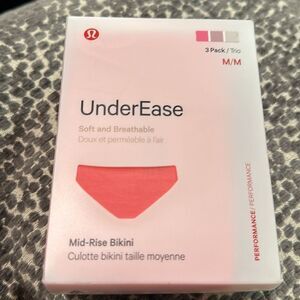 3 Pack / Trio
M/M
UnderEase
Soft and Breathable
Doux et perméable à l'air
Mid-Rise Bikini
Culotte bikini taille moyenne
PERFORMANCE / PERFORMANCE